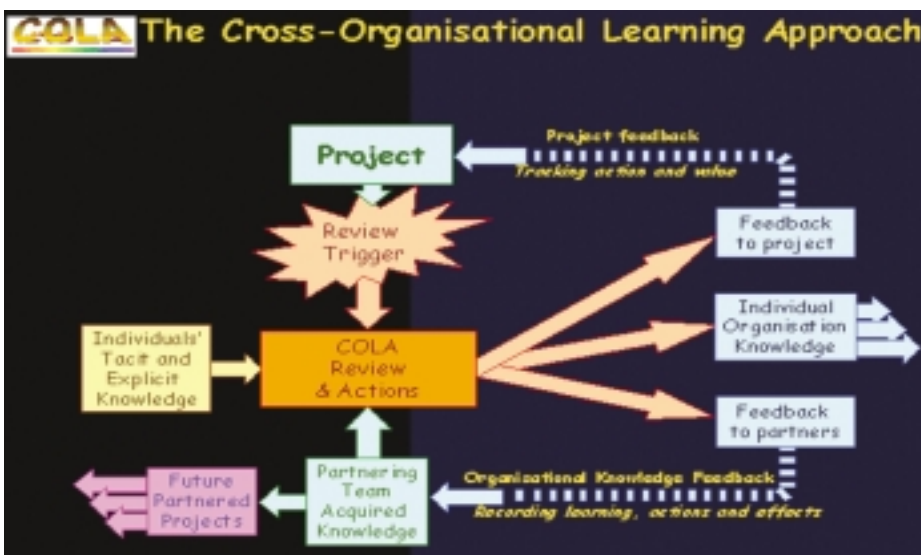 COLA The Cross-Organisational Learning Approach
Project feedback
Project
Tracking action and value
Review
Trigger
Feedback
to project
Individuals'
Tacit and
Explicit
Knowledge
COLA
Review
& Actions
Individual
Organisation
Knowledge
Feedback
to partners
Future
Partnered
Projects
Partnering
Team
Acquired
Knowledge
Organisational Knowledge Feedback
Recording learning, actions and effects